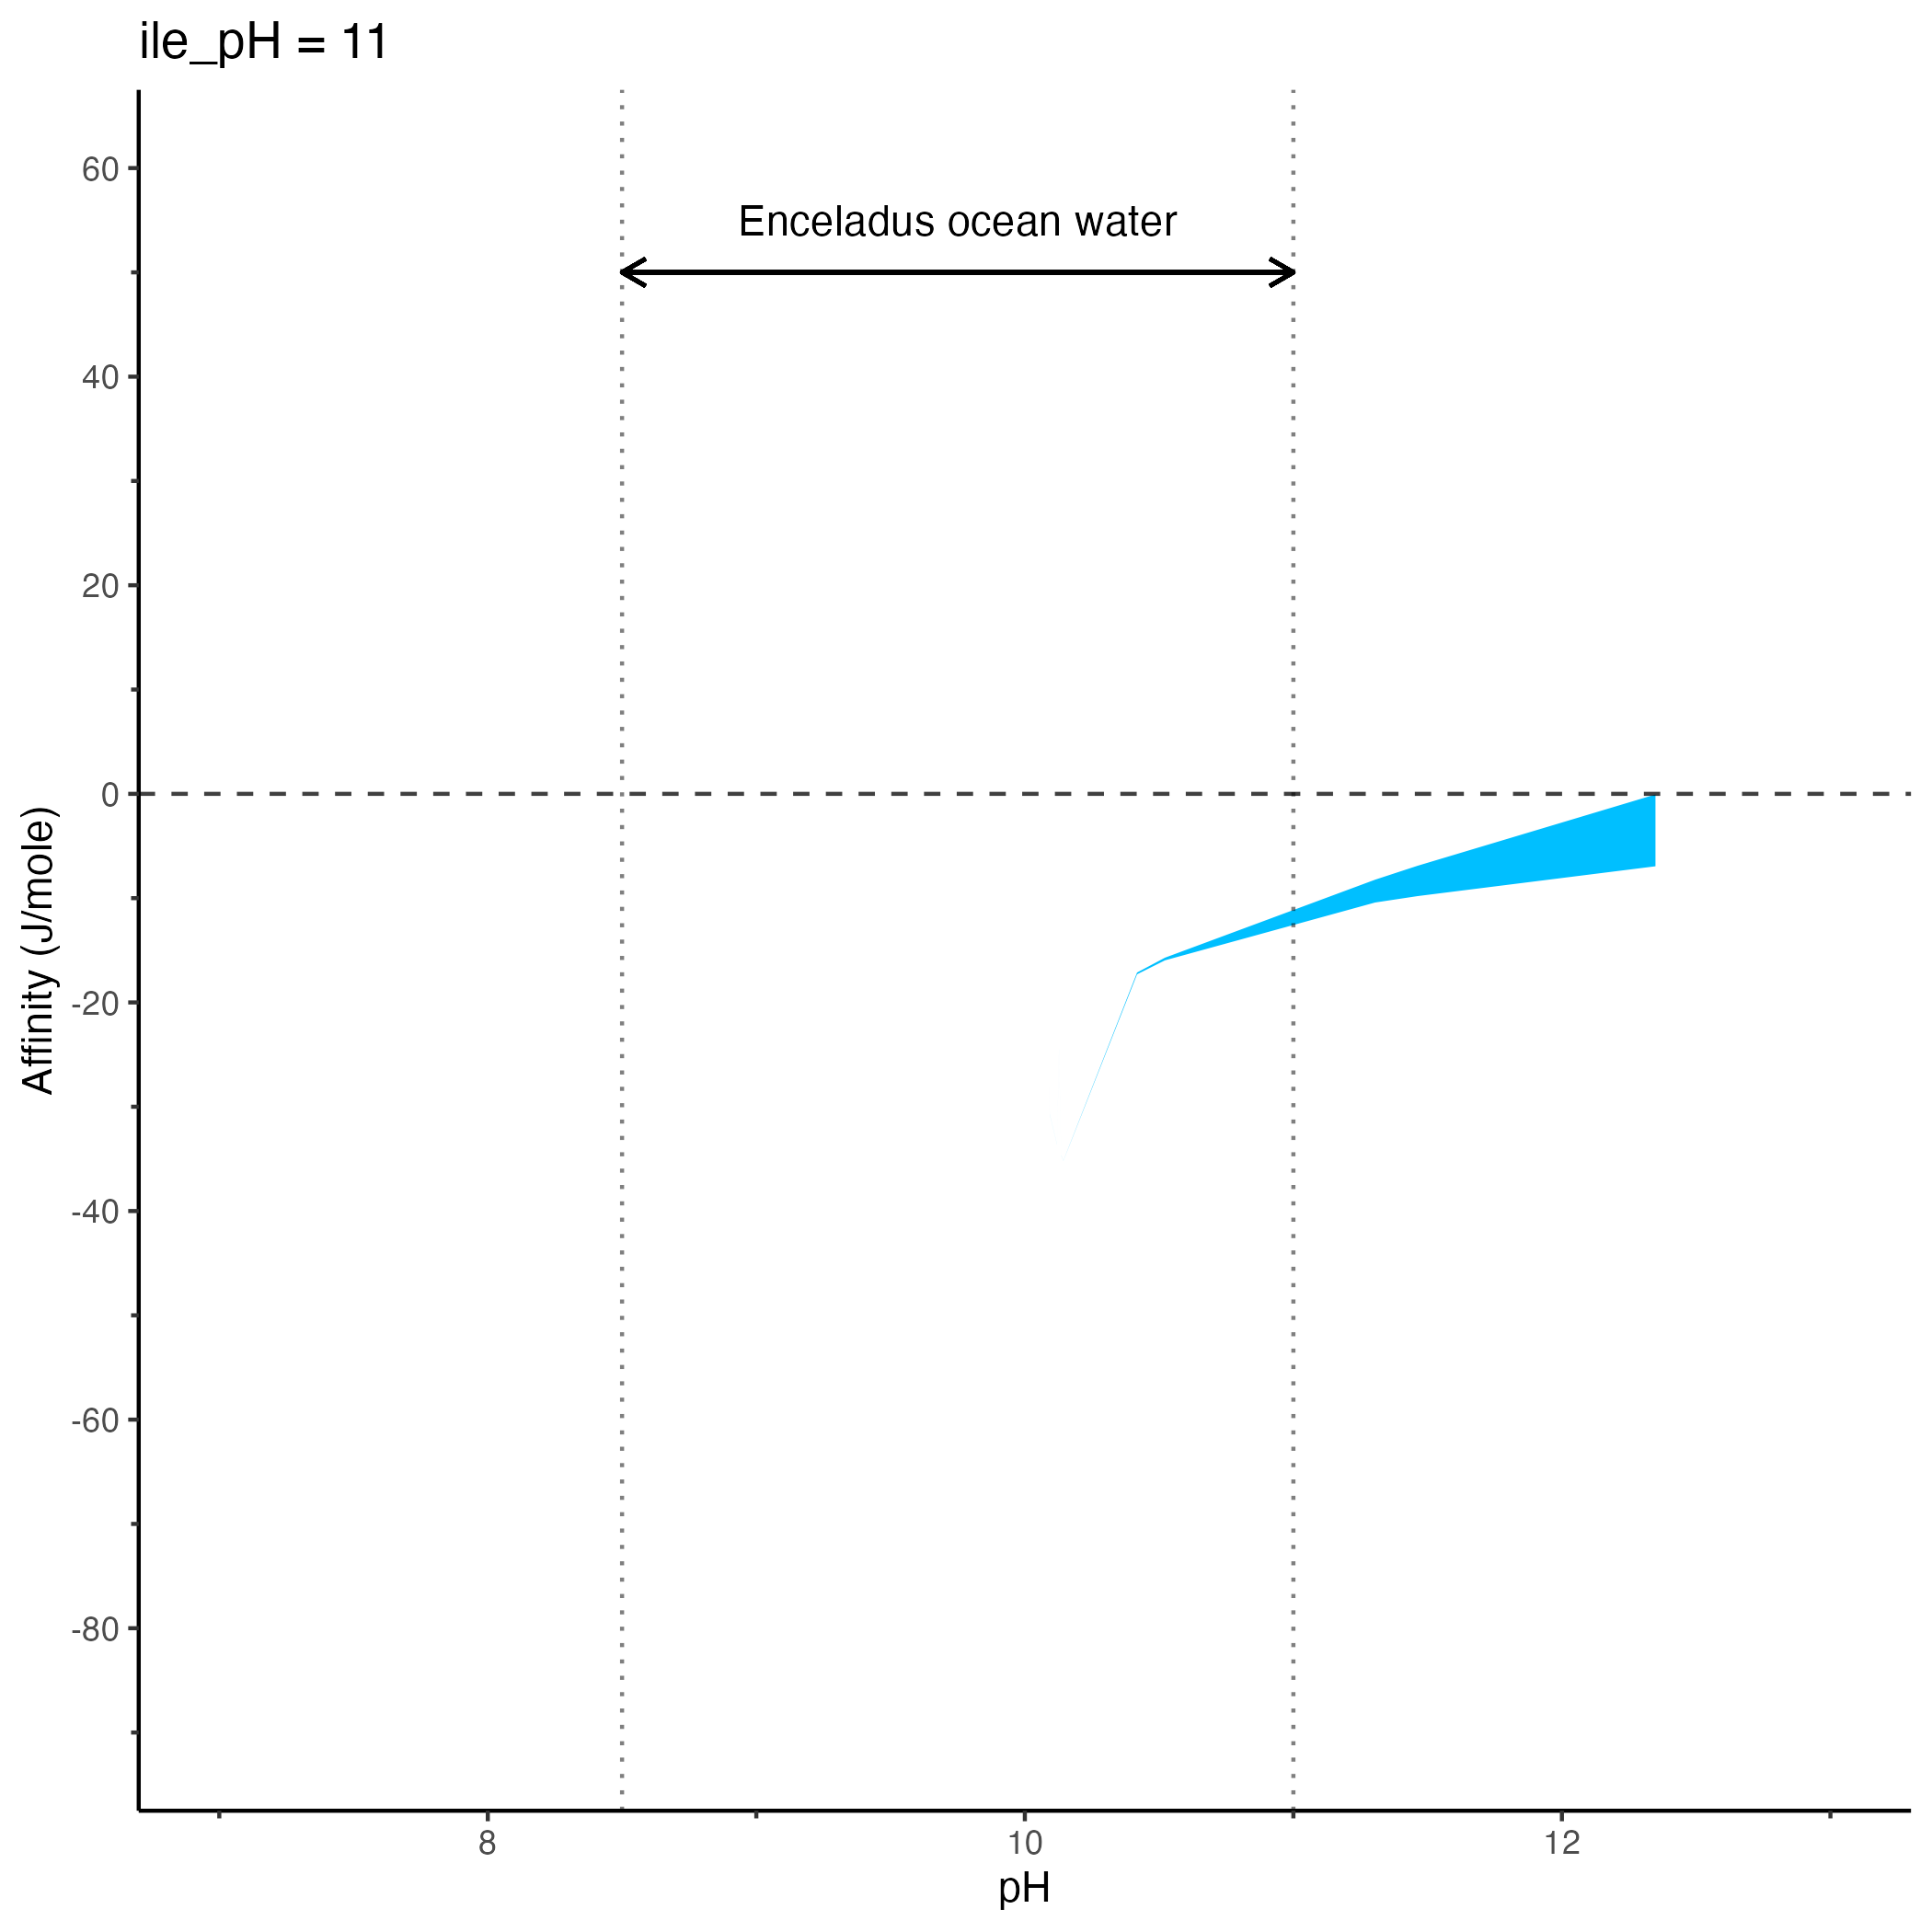 ile_pH = 11
Enceladus ocean water
60
40
20
0
-20
-40
-60
-80
Affinity (J/mole)
8
10
12
pH